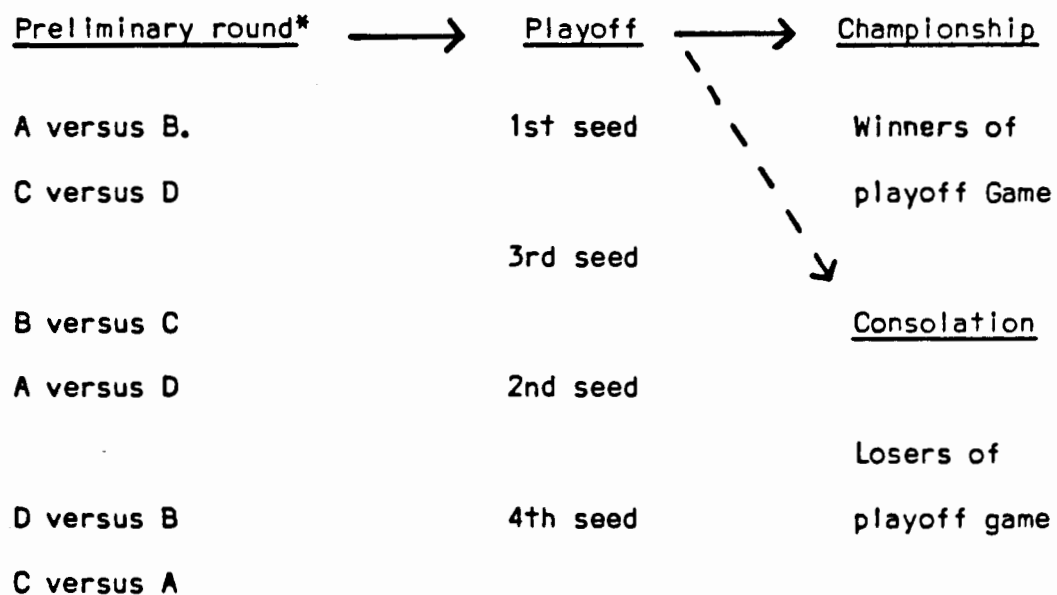 Preliminary round* Playoff Championship
A versus B. 1st seed Winners of
C versus D playoff Game
3rd seed
B versus C Consolation
A versus D 2nd seed
Losers of
D versus B 4th seed playoff game
C versus A